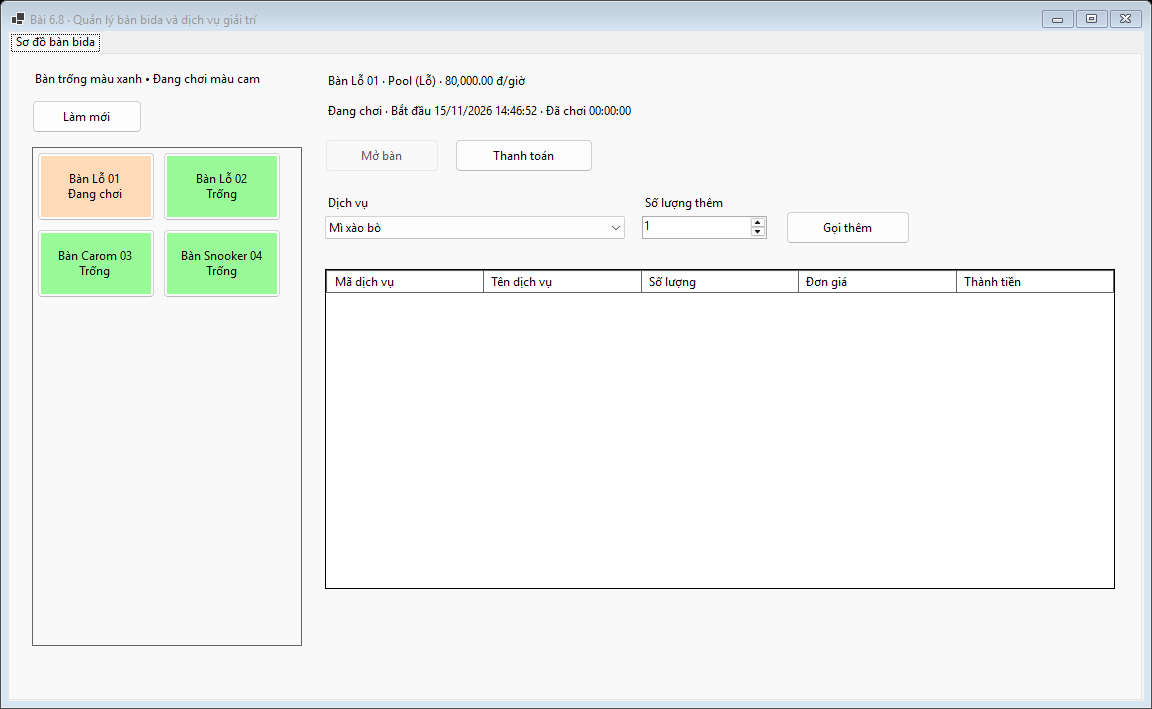 Bài 6.8 · Quản lý bàn bida và dịch vụ giải trí
Sơ đồ bàn bida
Bàn trống màu xanh • Đang chơi màu cam
Làm mới
Bàn Lỗ 01
Đang chơi
Bàn Lỗ 02
Trống
Bàn Carom 03
Trống
Bàn Snooker 04
Trống
Bàn Lỗ 01 · Pool (Lỗ) · 80,000.00 đ/giờ
Đang chơi · Bắt đầu 15/11/2026 14:46:52 · Đã chơi 00:00:00
Mở bàn
Thanh toán
Dịch vụ
Số lượng thêm
Mì xào bò
1
Gọi thêm
Mã dịch vụ
Tên dịch vụ
Số lượng
Đơn giá
Thành tiền